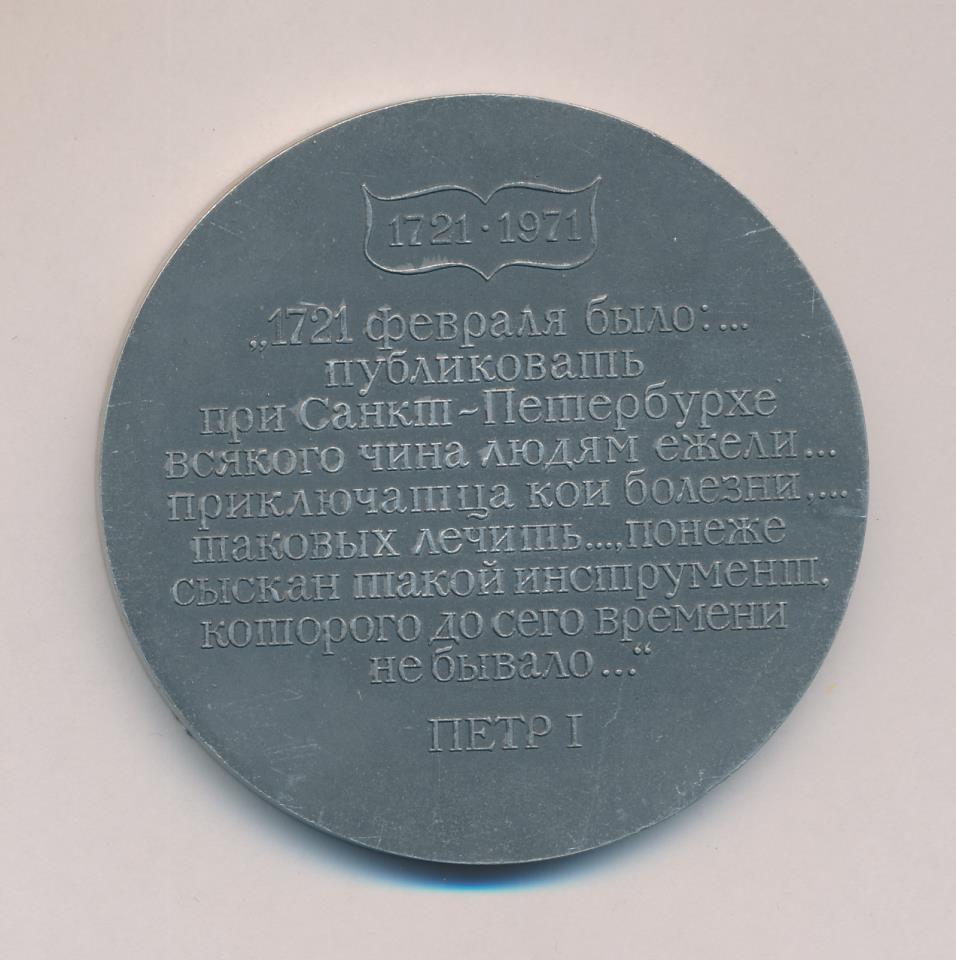 1721·1971
„1721 февраля было:...
публиковать
при Санкт-Петербурхе
всякого чина людям ежели...
приключатца кои болезни,...
таковых лечить...,понеже
сыскан такой инструмент,
которого до сего времени
не бывало..."
ПЕТР I